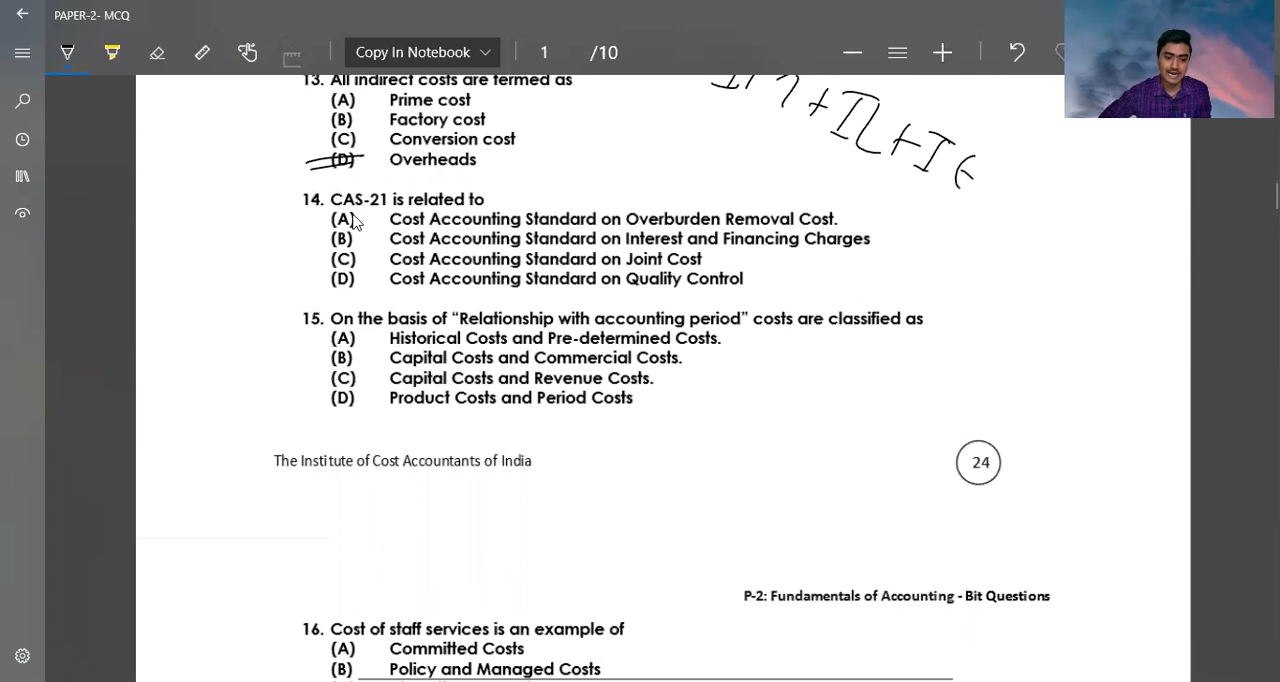 PAPER-2- MCQ
Copy In Notebook
1 /10
13. All indirect costs are termed as
(A) Prime cost
(B) Factory cost
(C) Conversion cost
(D) Overheads
+ IL + IE
14. CAS-21 is related to
(A) Cost Accounting Standard on Overburden Removal Cost.
(B) Cost Accounting Standard on Interest and Financing Charges
(C) Cost Accounting Standard on Joint Cost
(D) Cost Accounting Standard on Quality Control
15. On the basis of “Relationship with accounting period” costs are classified as
(A) Historical Costs and Pre-determined Costs.
(B) Capital Costs and Commercial Costs.
(C) Capital Costs and Revenue Costs.
(D) Product Costs and Period Costs
The Institute of Cost Accountants of India
24
P-2: Fundamentals of Accounting - Bit Questions
16. Cost of staff services is an example of
(A) Committed Costs
(B) Policy and Managed Costs